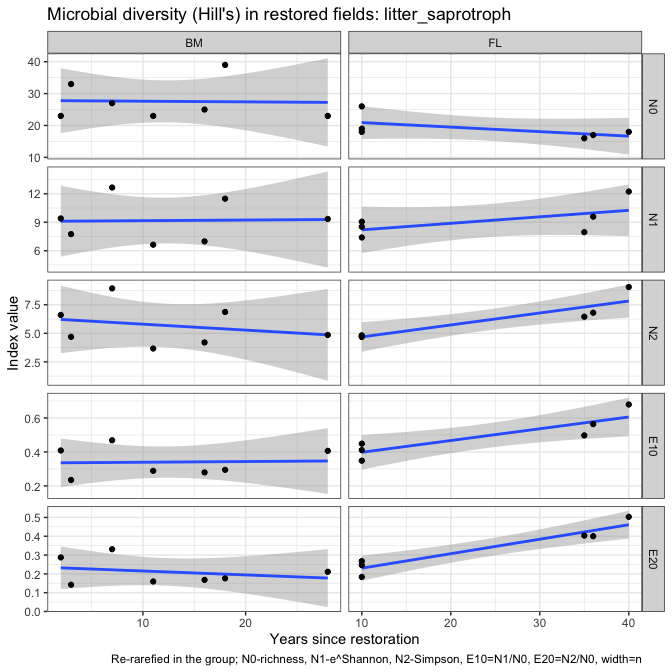 Microbial diversity (Hill's) in restored fields: litter_saprotroph
BM
FL
40
30
20
10
N0
12
9
6
N1
Index value
7.5
5.0
2.5
N2
0.6
0.4
0.2
E10
0.5
0.4
0.3
0.2
0.1
0.0
E20
10
20
10
20
30
40
Years since restoration
Re-rarefied in the group; N0-richness, N1-e^Shannon, N2-Simpson, E10=N1/N0, E20=N2/N0, width=n